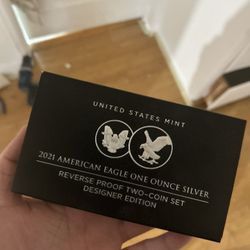 UNITED STATES MINT
2021 AMERICAN EAGLE ONE OUNCE SILVER
REVERSE PROOF TWO-COIN SET
DESIGNER EDITION